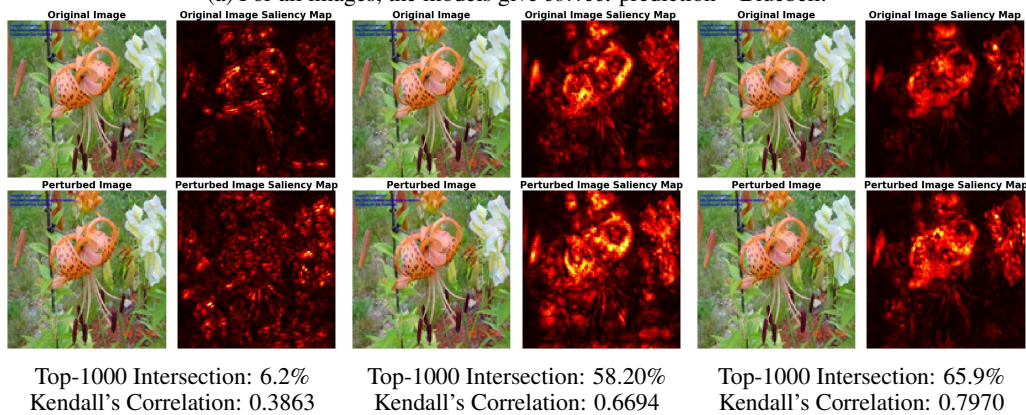 (a) For all images, the models give correct prediction – Bluebell.
Original Image Original Image Saliency Map Original Image Original Image Saliency Map Original Image Original Image Saliency Map
Perturbed Image Perturbed Image Saliency Map Perturbed Image Perturbed Image Saliency Map Perturbed Image Perturbed Image Saliency Map
Top-1000 Intersection: 6.2% Top-1000 Intersection: 58.20% Top-1000 Intersection: 65.9%
Kendall's Correlation: 0.3863 Kendall's Correlation: 0.6694 Kendall's Correlation: 0.7970